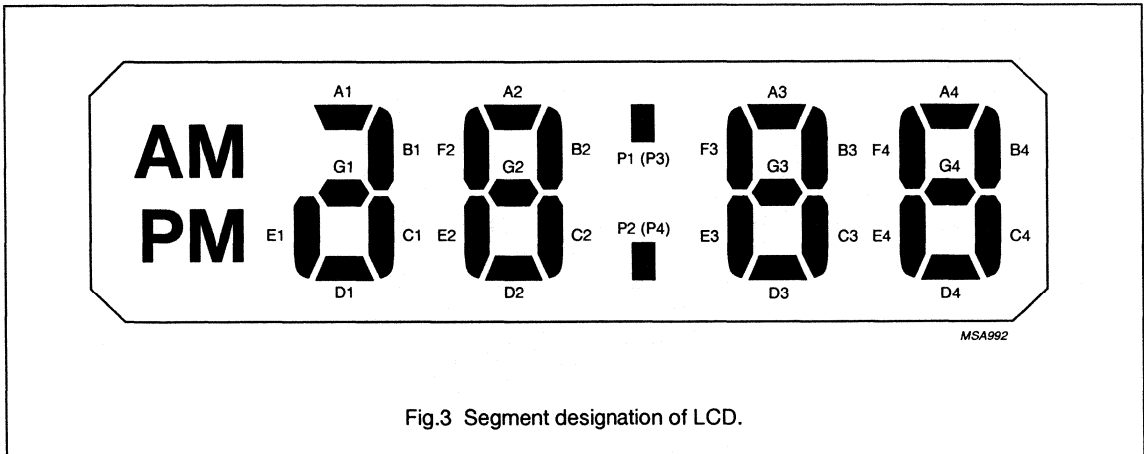 A1 A2 A3 A4
AM B1 F2 B2 P1 (P3) F3 B3 F4 B4
G1 G2 G3 G4
PM E1 C1 E2 C2 P2 (P4) E3 C3 E4 C4
D1 D2 D3 D4
MSA992
Fig.3 Segment designation of LCD.